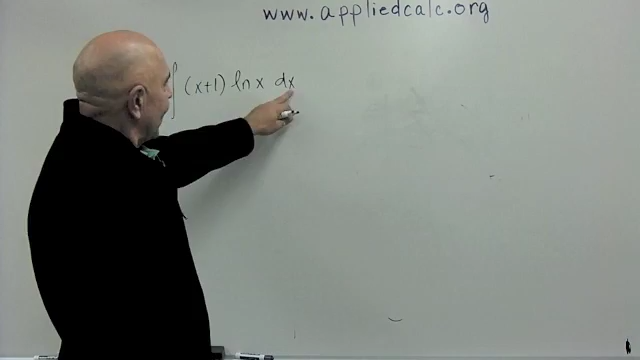 www.appliedcalc.org
∫ (x+1) ln x dx